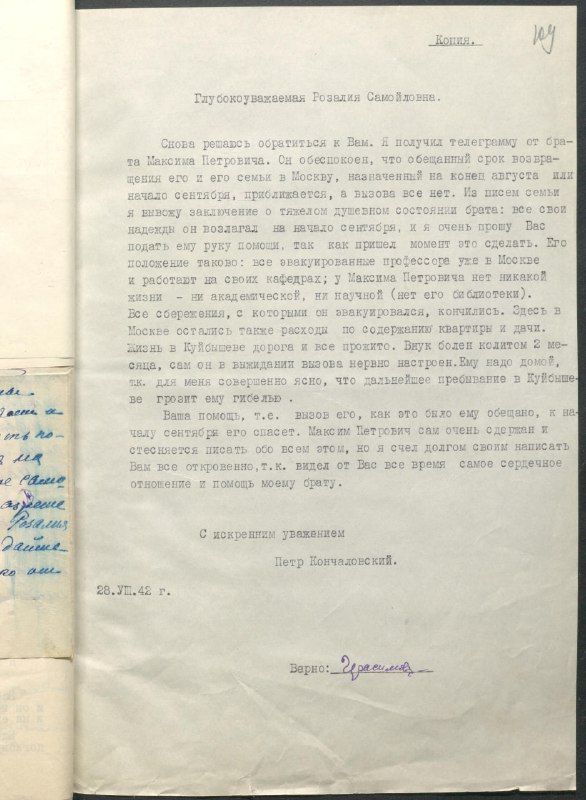 Копия.
109
Глубокоуважаемая Розалия Самойловна.
Снова решаюсь обратиться к Вам. Я получил телеграмму от бра-
та Максима Петровича. Он обеспокоен, что обещанный срок возвра-
щения его и его семьи в Москву, назначенный на конец августа или
начало сентября, приближается, а вызова все нет. Из писем семьи
я вывожу заключение о тяжелом душевном состоянии брата: все свои
надежды он возлагал на начало сентября, и я очень прошу Вас
подать ему руку помощи, так как пришел момент это сделать. Его
положение таково: все эвакуированные профессора уже в Москве
и работают на своих кафедрах; у Максима Петровича нет никакой
жизни - ни академической, ни научной (нет его библиотеки).
Все сбережения, с которыми он эвакуировался, кончились. Здесь в
Москве остались также расходы по содержанию квартиры и дачи.
Жизнь в Куйбышеве дорога и все прожито. Внук болен колитом 2 ме-
сяца, сам он в выжидании вызова нервно настроен.Ему надо домой,
т.к. для меня совершенно ясно, что дальнейшее пребывание в Куйбыше-
ве грозит ему гибелью .
Ваша помощь, т.е. вызов его, как это было ему обещано, к на-
чалу сентября его спасет. Максим Петрович сам очень сдержан и
стесняется писать обо всем этом, но я счел долгом своим написать
Вам все откровенно,т.к. видел от Вас все время самое сердечное
отношение и помощь моему брату.
С искренним уважением
Петр Кончаловский.
28.УШ.42 г.
Верно: Герасимов
Розалия